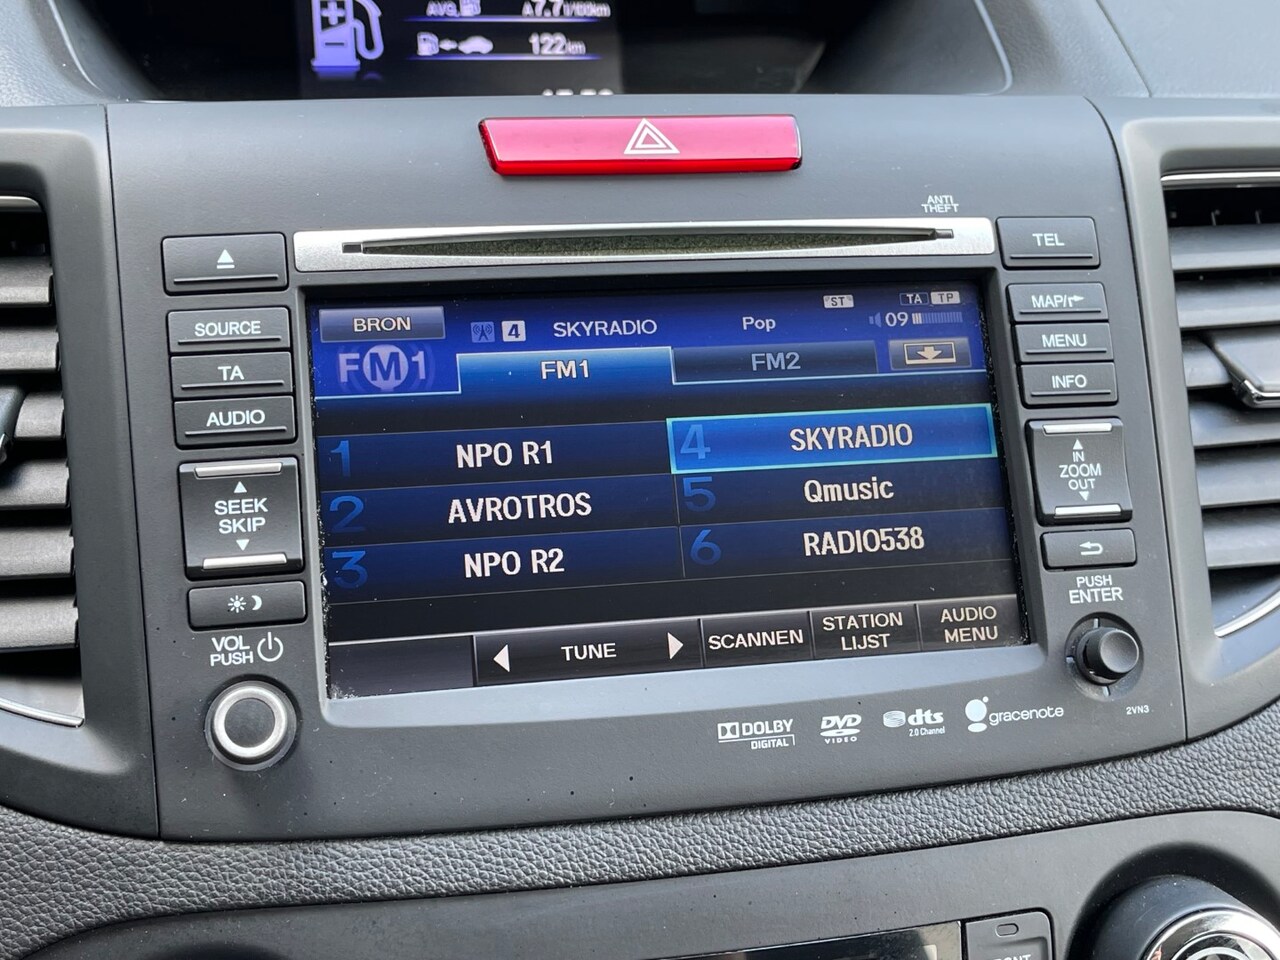 AVG. A7.7l/100km
122km
ANTI
THEFT
TEL
SOURCE
TA
AUDIO
SEEK
SKIP
VOL
PUSH
MAP/
MENU
INFO
IN
ZOOM
OUT
PUSH
ENTER
BRON
4
SKYRADIO
Pop
ST
TA TP
09
FM1
FM1
FM2
1 NPO R1
4 SKYRADIO
2 AVROTROS
5 Qmusic
3 NPO R2
6 RADIO538
TUNE
SCANNEN
STATION
LIJST
AUDIO
MENU
DOLBY
DIGITAL
DVD
VIDEO
dts
2.0 Channel
gracenote
2VN3